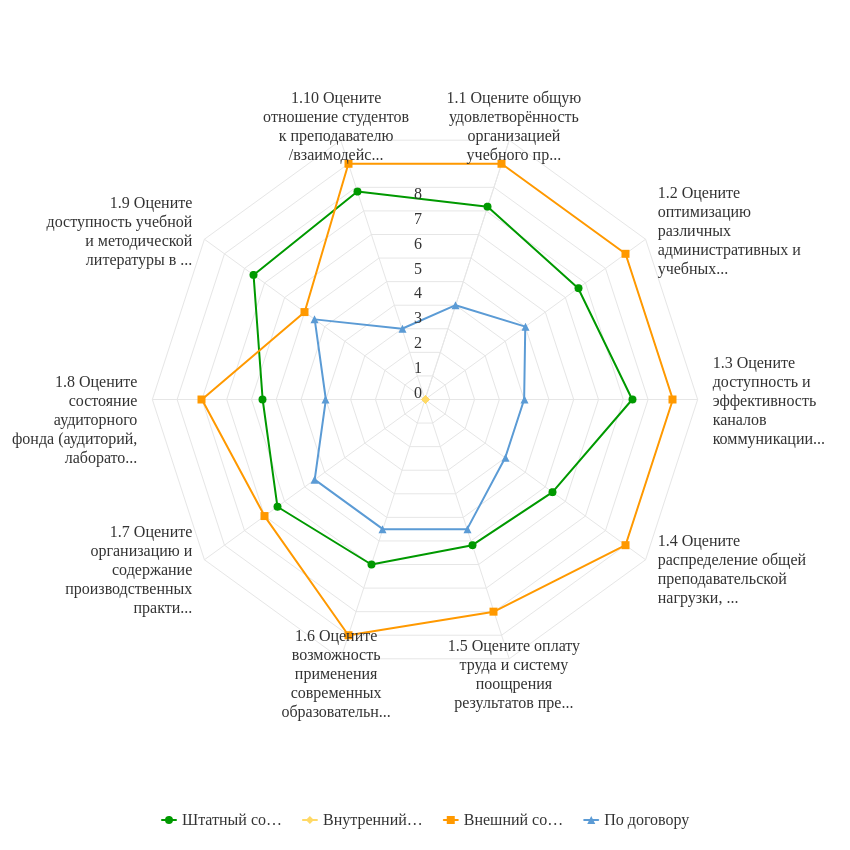 1.10 Оцените
отношение студентов
к преподавателю
/взаимодейс...
1.1 Оцените общую
удовлетворённость
организацией
учебного пр...
1.2 Оцените
оптимизацию
различных
административных и
учебных...
1.3 Оцените
доступность и
эффективность
каналов
коммуникации...
1.4 Оцените
распределение общей
преподавательской
нагрузки, ...
1.5 Оцените оплату
труда и систему
поощрения
результатов пре...
1.6 Оцените
возможность
применения
современных
образовательн...
1.7 Оцените
организацию и
содержание
производственных
практи...
1.8 Оцените
состояние
аудиторного
фонда (аудиторий,
лаборато...
1.9 Оцените
доступность учебной
и методической
литературы в ...
8
7
6
5
4
3
2
1
0
Штатный со…
Внутренний…
Внешний со…
По договору